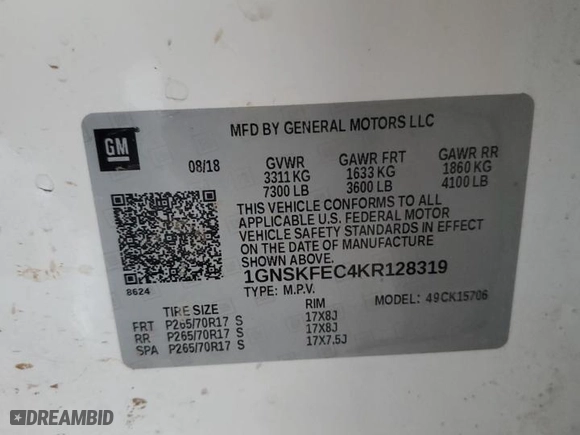 GM
MFD BY GENERAL MOTORS LLC
08/18 GVWR GAWR FRT GAWR RR
3311 KG 1633 KG 1860 KG
7300 LB 3600 LB 4100 LB
THIS VEHICLE CONFORMS TO ALL
APPLICABLE U.S. FEDERAL MOTOR
VEHICLE SAFETY STANDARDS IN EFFECT
ON THE DATE OF MANUFACTURE
SHOWN ABOVE.
8624
1GNSKFEC4KR128319
TYPE: M.P.V. MODEL: 49CK15706
TIRE SIZE RIM
FRT P265/70R17 S 17X8J
RR P265/70R17 S 17X8J
SPA P265/70R17 S 17X7.5J
DREAMBID